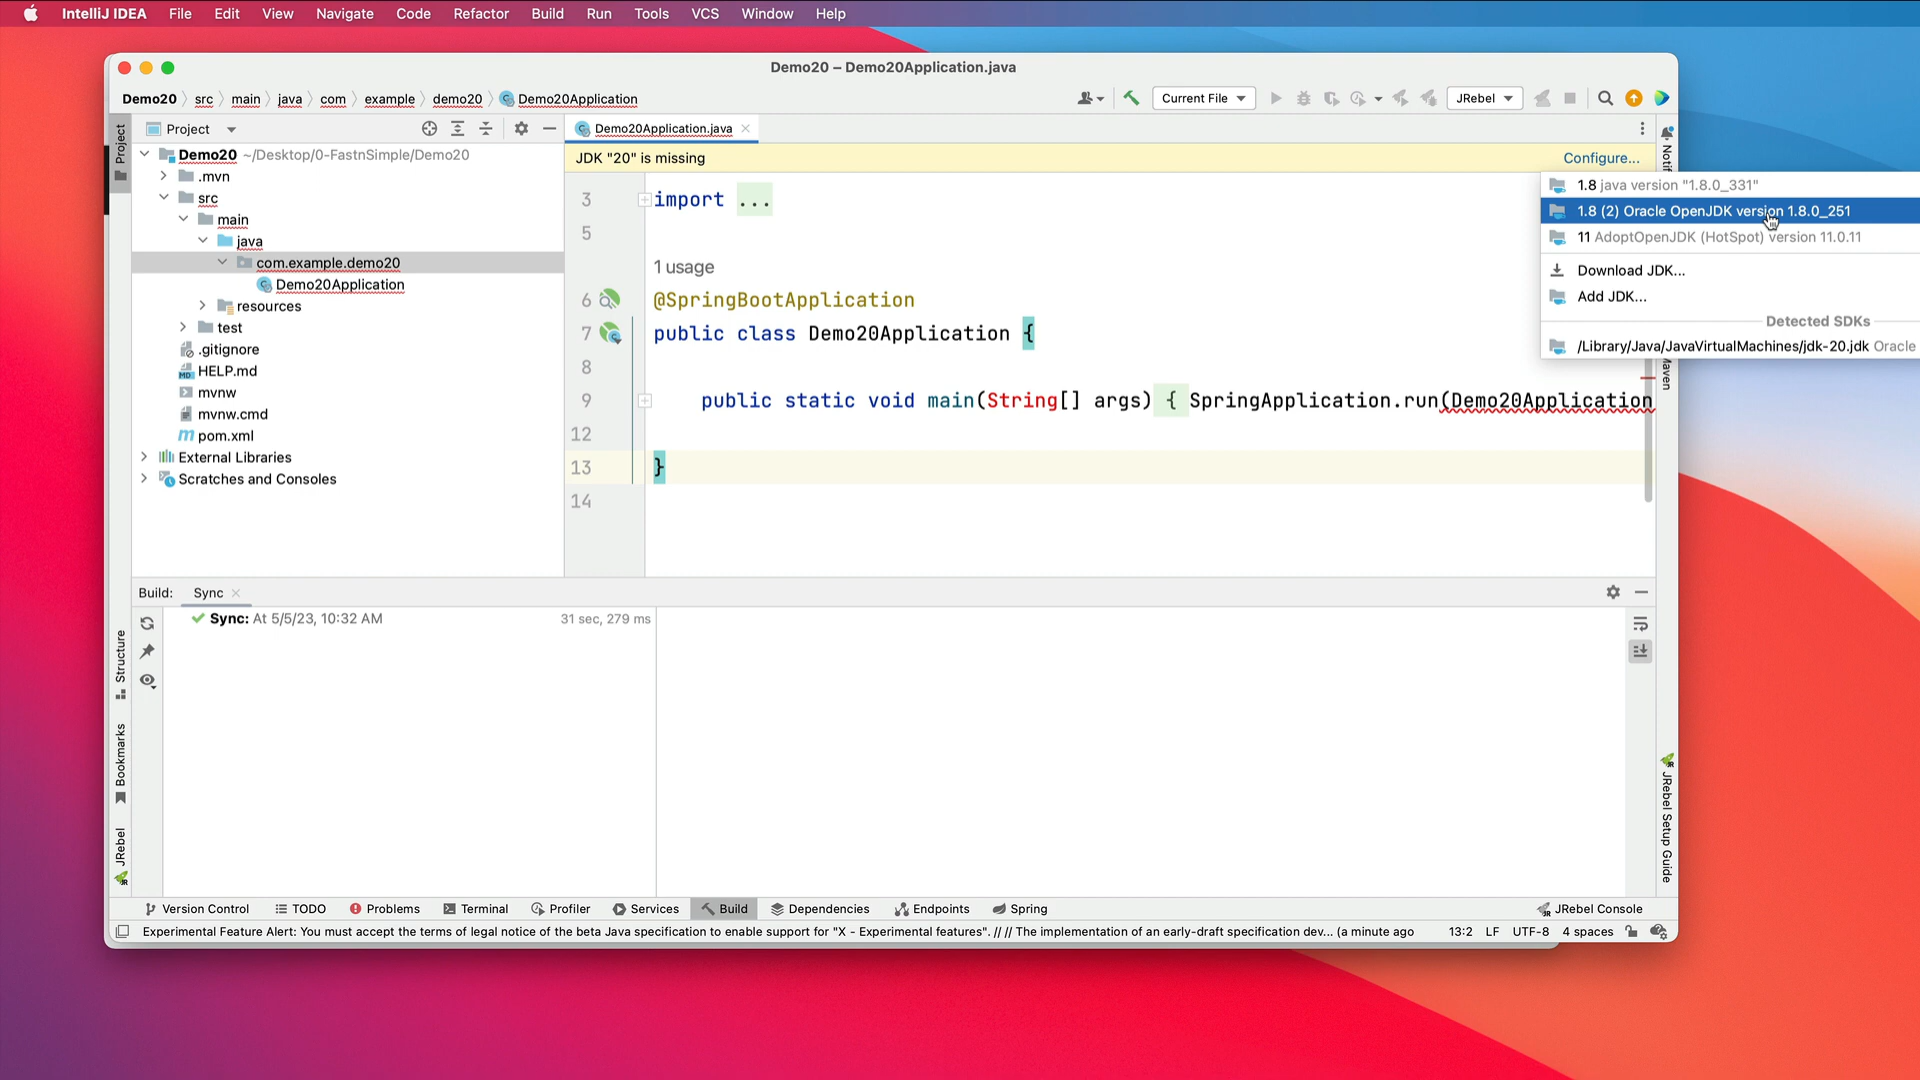 IntelliJ IDEA File Edit View Navigate Code Refactor Build Run Tools VCS Window Help
Demo20 – Demo20Application.java
Demo20 src main java com example demo20 Demo20Application
Current File
JRebel
Project
Project
Demo20Application.java
Demo20 ~/Desktop/0-FastnSimple/Demo20
JDK "20" is missing
Configure...
.mvn
src
main
java
com.example.demo20
Demo20Application
resources
test
.gitignore
HELP.md
mvnw
mvnw.cmd
pom.xml
External Libraries
Scratches and Consoles
3 import ...
5
1 usage
6 @SpringBootApplication
7 public class Demo20Application {
8
9 public static void main(String[] args) { SpringApplication.run(Demo20Application
12
13 }
14
1.8 java version "1.8.0_331"
1.8 (2) Oracle OpenJDK version 1.8.0_251
11 AdoptOpenJDK (HotSpot) version 11.0.11
Download JDK...
Add JDK...
Detected SDKs
/Library/Java/JavaVirtualMachines/jdk-20.jdk Oracle
Notif
Maven
JRebel Setup Guide
Build: Sync
Sync: At 5/5/23, 10:32 AM 31 sec, 279 ms
Structure
Bookmarks
JRebel
Version Control TODO Problems Terminal Profiler Services Build Dependencies Endpoints Spring JRebel Console
Experimental Feature Alert: You must accept the terms of legal notice of the beta Java specification to enable support for "X - Experimental features". // // The implementation of an early-draft specification dev... (a minute ago 13:2 LF UTF-8 4 spaces